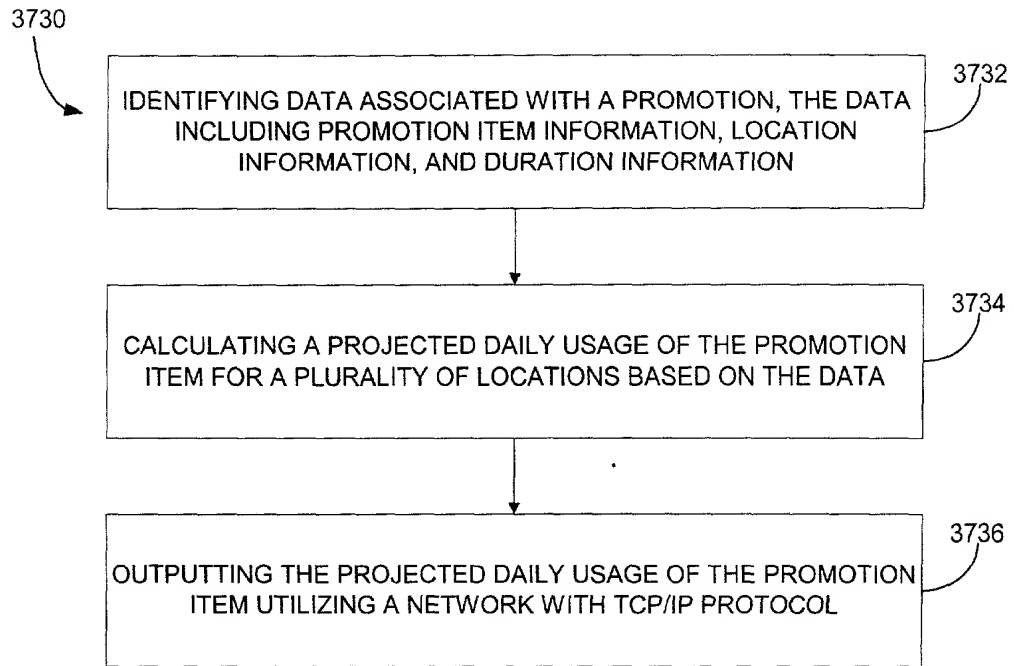 3730
3732
IDENTIFYING DATA ASSOCIATED WITH A PROMOTION, THE DATA
INCLUDING PROMOTION ITEM INFORMATION, LOCATION
INFORMATION, AND DURATION INFORMATION
3734
CALCULATING A PROJECTED DAILY USAGE OF THE PROMOTION
ITEM FOR A PLURALITY OF LOCATIONS BASED ON THE DATA
3736
OUTPUTTING THE PROJECTED DAILY USAGE OF THE PROMOTION
ITEM UTILIZING A NETWORK WITH TCP/IP PROTOCOL